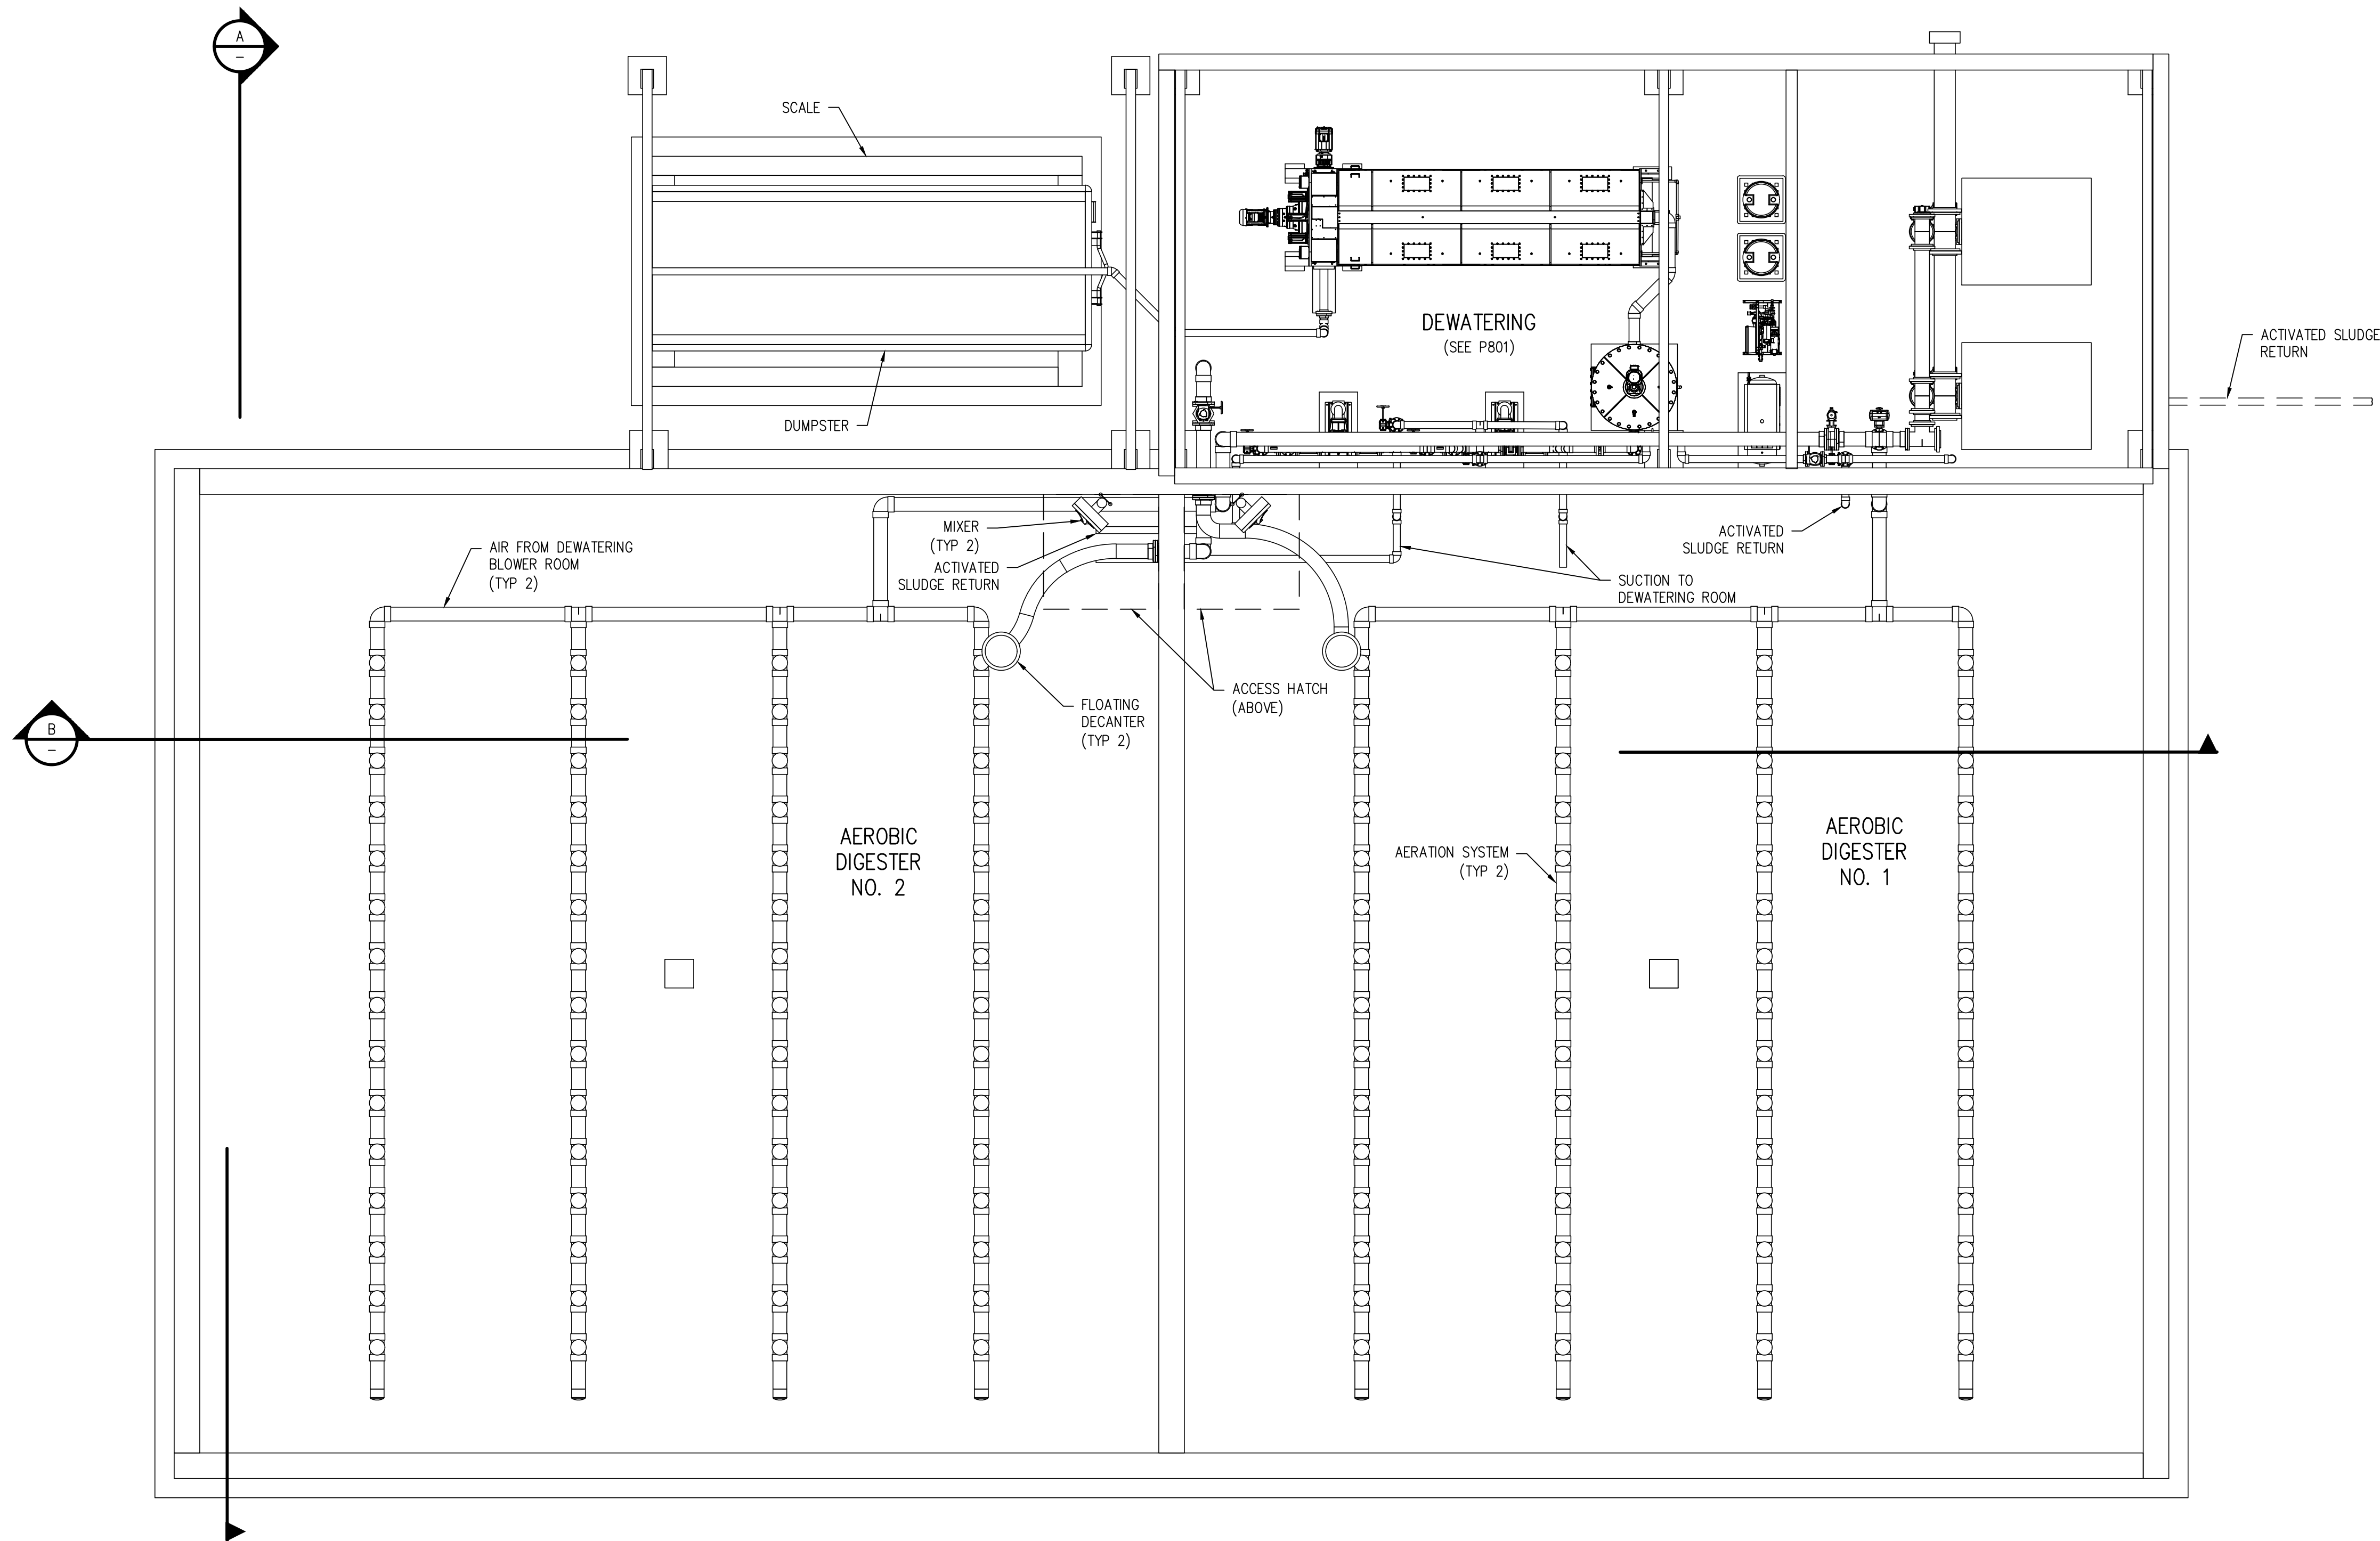 A
–
SCALE
DUMPSTER
DEWATERING
(SEE P801)
ACTIVATED SLUDGE
RETURN
MIXER
(TYP 2)
ACTIVATED
SLUDGE RETURN
AIR FROM DEWATERING
BLOWER ROOM
(TYP 2)
ACTIVATED
SLUDGE RETURN
SUCTION TO
DEWATERING ROOM
ACCESS HATCH
(ABOVE)
FLOATING
DECANTER
(TYP 2)
B
–
AEROBIC
DIGESTER
NO. 2
AERATION SYSTEM
(TYP 2)
AEROBIC
DIGESTER
NO. 1